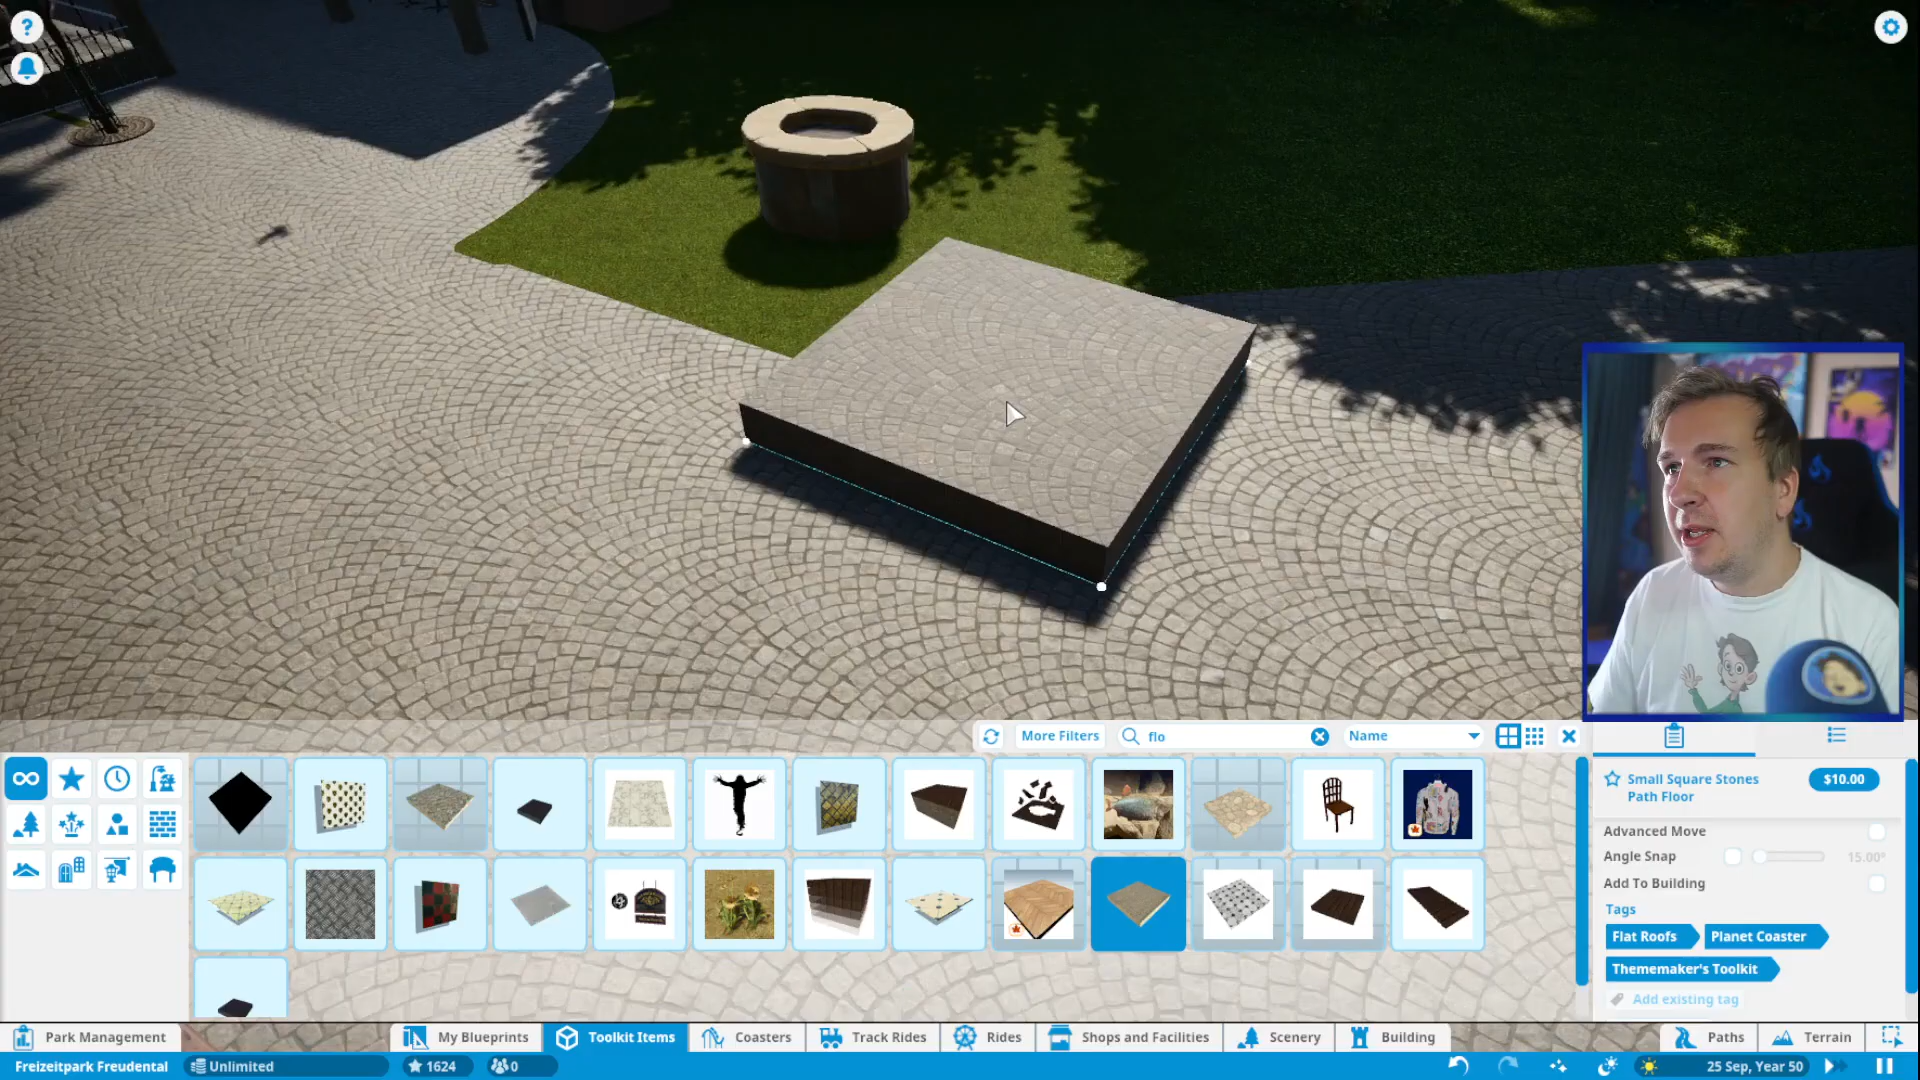 ?
More Filters
flo
Name
Small Square Stones
Path Floor
$10.00
Advanced Move
Angle Snap
15.00°
Add To Building
Tags
Flat Roofs
Planet Coaster
Thememaker's Toolkit
Add existing tag
Park Management
My Blueprints
Toolkit Items
Coasters
Track Rides
Rides
Shops and Facilities
Scenery
Building
Paths
Terrain
Freizeitpark Freudental
Unlimited
1624
0
25 Sep, Year 50